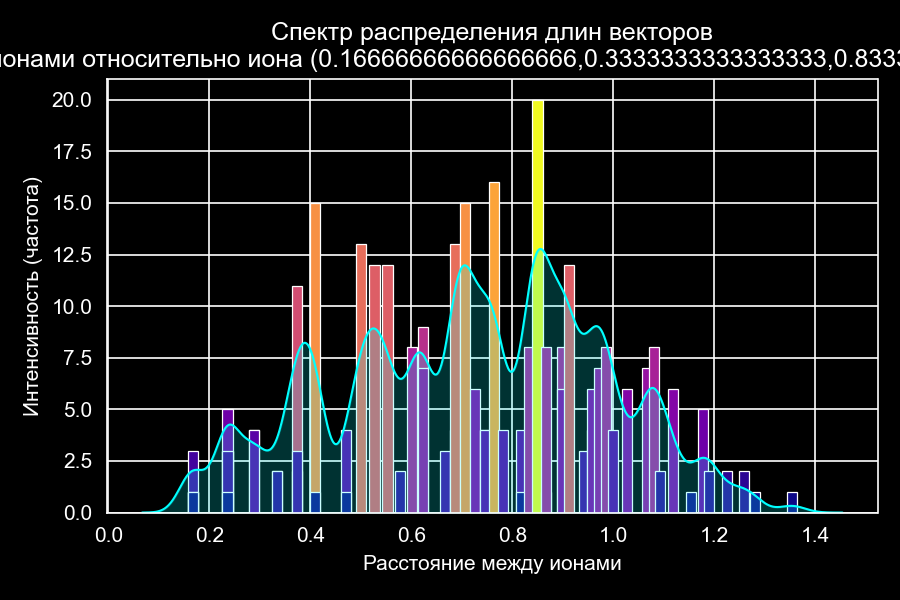 Спектр распределения длин векторов
ионами относительно иона (0.16666666666666666,0.3333333333333333,0.833
20.0
17.5
15.0
12.5
10.0
7.5
5.0
2.5
0.0
Интенсивность (частота)
0.0 0.2 0.4 0.6 0.8 1.0 1.2 1.4
Расстояние между ионами